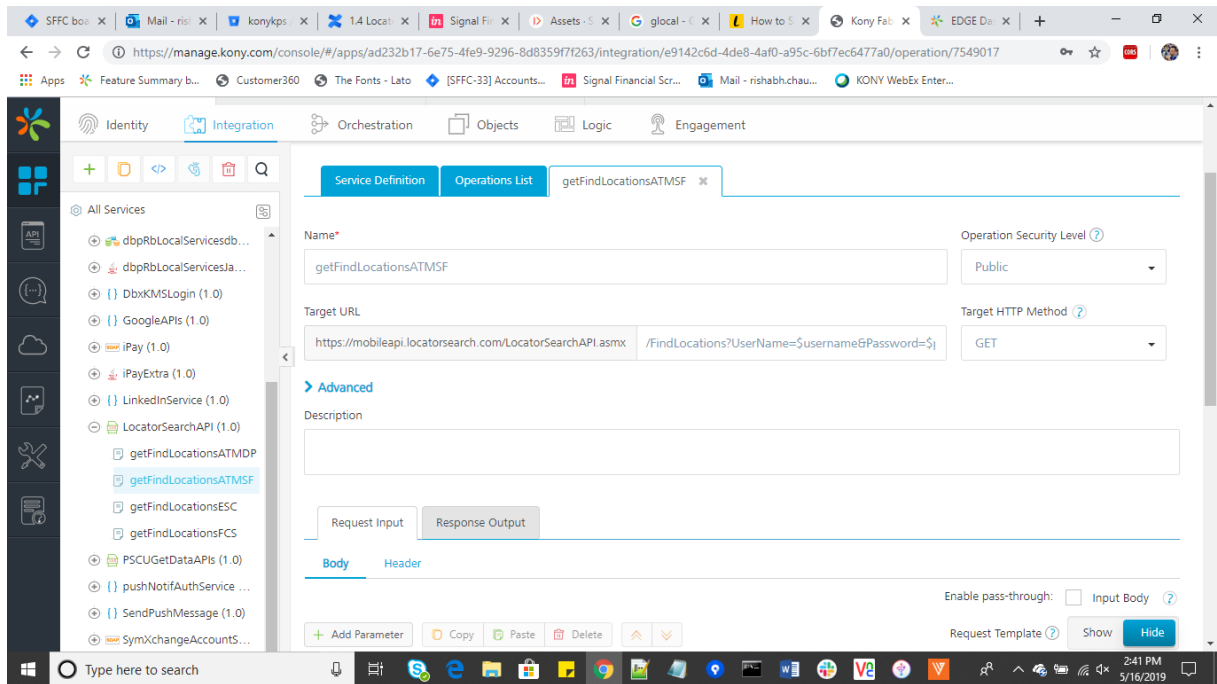 SFFC boa
Mail - rish
konykps
1.4 Locat
Signal Fin
Assets - S
glocal - G
How to S
Kony Fab
EDGE Da
https://manage.kony.com/console/#/apps/ad232b17-6e75-4fe9-9296-8d8359f7f263/integration/e9142c6d-4de8-4af0-a95c-6bf7ec6477a0/operation/7549017
CORS
Apps
Feature Summary b...
Customer360
The Fonts - Lato
[SFFC-33] Accounts...
Signal Financial Scr...
Mail - rishabh.chau...
KONY WebEx Enter...
Identity
Integration
Orchestration
Objects
Logic
Engagement
Service Definition
Operations List
getFindLocationsATMSF
All Services
API
dbpRbLocalServicesdb...
dbpRbLocalServicesJa...
DbxKMSLogin (1.0)
GoogleAPIs (1.0)
iPay (1.0)
iPayExtra (1.0)
LinkedInService (1.0)
LocatorSearchAPI (1.0)
getFindLocationsATMDP
getFindLocationsATMSF
getFindLocationsESC
getFindLocationsFCS
PSCUGetDataAPIs (1.0)
pushNotifAuthService ...
SendPushMessage (1.0)
SymXchangeAccountS...
Name*
Operation Security Level ?
getFindLocationsATMSF
Public
Target URL
Target HTTP Method ?
https://mobileapi.locatorsearch.com/LocatorSearchAPI.asmx
/FindLocations?UserName=$username&Password=$p
GET
Advanced
Description
Request Input
Response Output
Body
Header
Enable pass-through:
Input Body ?
+ Add Parameter
Copy
Paste
Delete
Request Template ?
Show
Hide
Type here to search
2:41 PM
5/16/2019